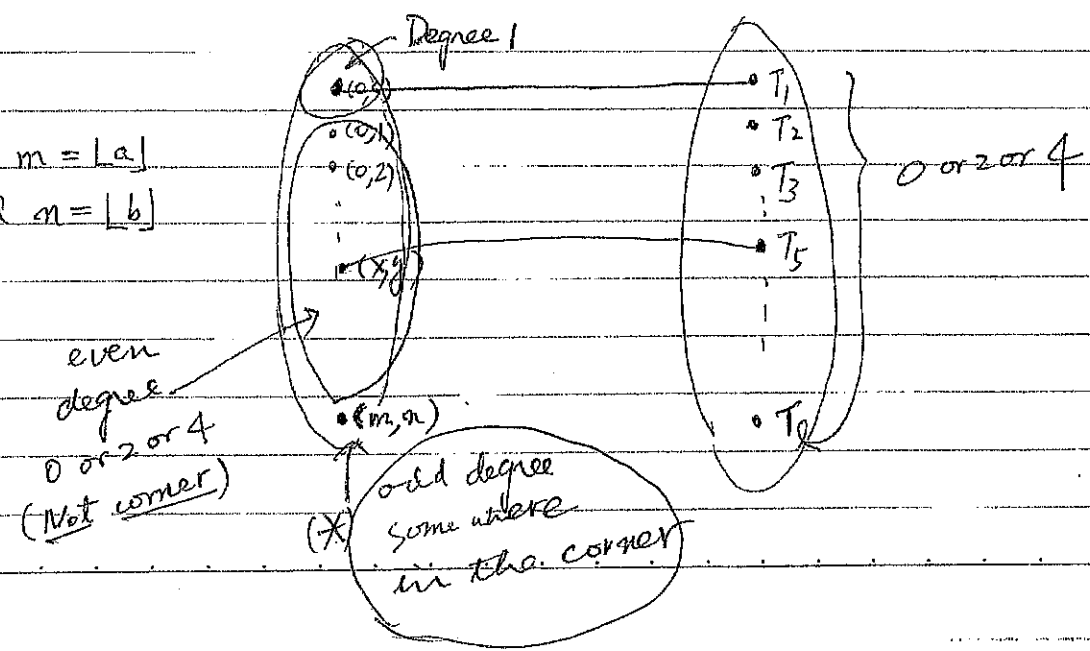 Degree 1
(0,0)
T₁
(0,1)
T₂
m = ⌊a⌋
(0,2)
T₃
0 or 2 or 4
n = ⌊b⌋
T₅
(x,y)
even
degree
0 or 2 or 4
(Not corner)
(m,n)
(*)
odd degree
some where
in the corner